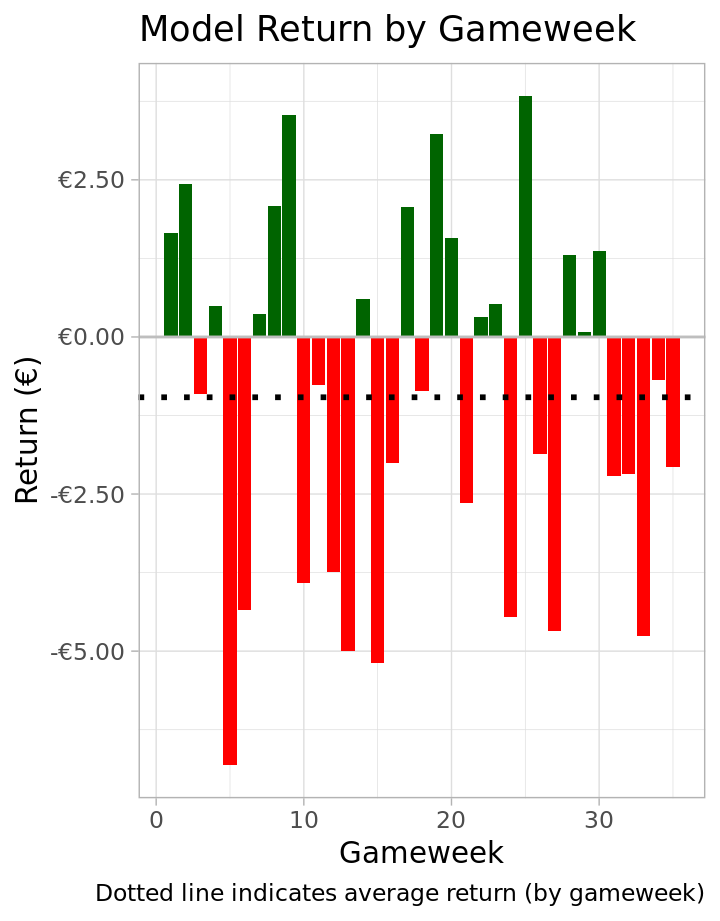 Model Return by Gameweek
Return (€)
€2.50
€0.00
-€2.50
-€5.00
0 10 20 30
Gameweek
Dotted line indicates average return (by gameweek)